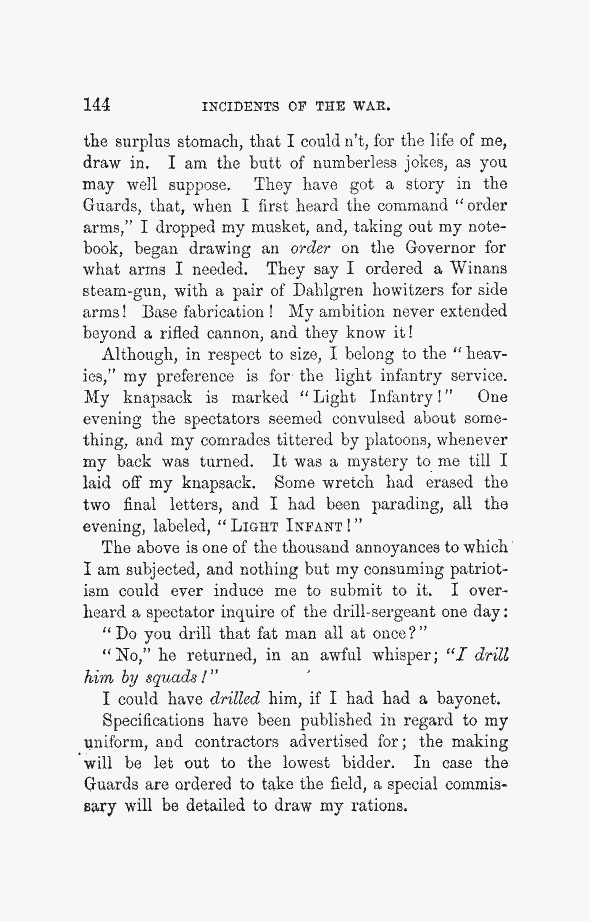 144 INCIDENTS OF THE WAR.
the surplus stomach, that I could n't, for the life of me,
draw in. I am the butt of numberless jokes, as you
may well suppose. They have got a story in the
Guards, that, when I first heard the command "order
arms," I dropped my musket, and, taking out my note-
book, began drawing an order on the Governor for
what arms I needed. They say I ordered a Winans
steam-gun, with a pair of Dahlgren howitzers for side
arms! Base fabrication! My ambition never extended
beyond a rifled cannon, and they know it!
Although, in respect to size, I belong to the "heav-
ies," my preference is for the light infantry service.
My knapsack is marked "Light Infantry!" One
evening the spectators seemed convulsed about some-
thing, and my comrades tittered by platoons, whenever
my back was turned. It was a mystery to me till I
laid off my knapsack. Some wretch had erased the
two final letters, and I had been parading, all the
evening, labeled, "LIGHT INFANT!"
The above is one of the thousand annoyances to which
I am subjected, and nothing but my consuming patriot-
ism could ever induce me to submit to it. I over-
heard a spectator inquire of the drill-sergeant one day:
"Do you drill that fat man all at once?"
"No," he returned, in an awful whisper; "I drill
him by squads!"
I could have drilled him, if I had had a bayonet.
Specifications have been published in regard to my
uniform, and contractors advertised for; the making
will be let out to the lowest bidder. In case the
Guards are ordered to take the field, a special commis-
sary will be detailed to draw my rations.